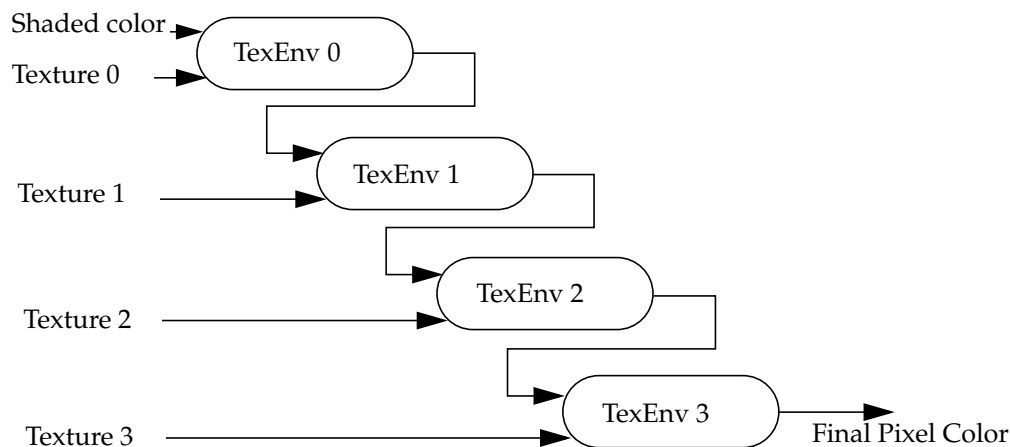 Shaded color
TexEnv 0
Texture 0
TexEnv 1
Texture 1
TexEnv 2
Texture 2
TexEnv 3
Texture 3
Final Pixel Color